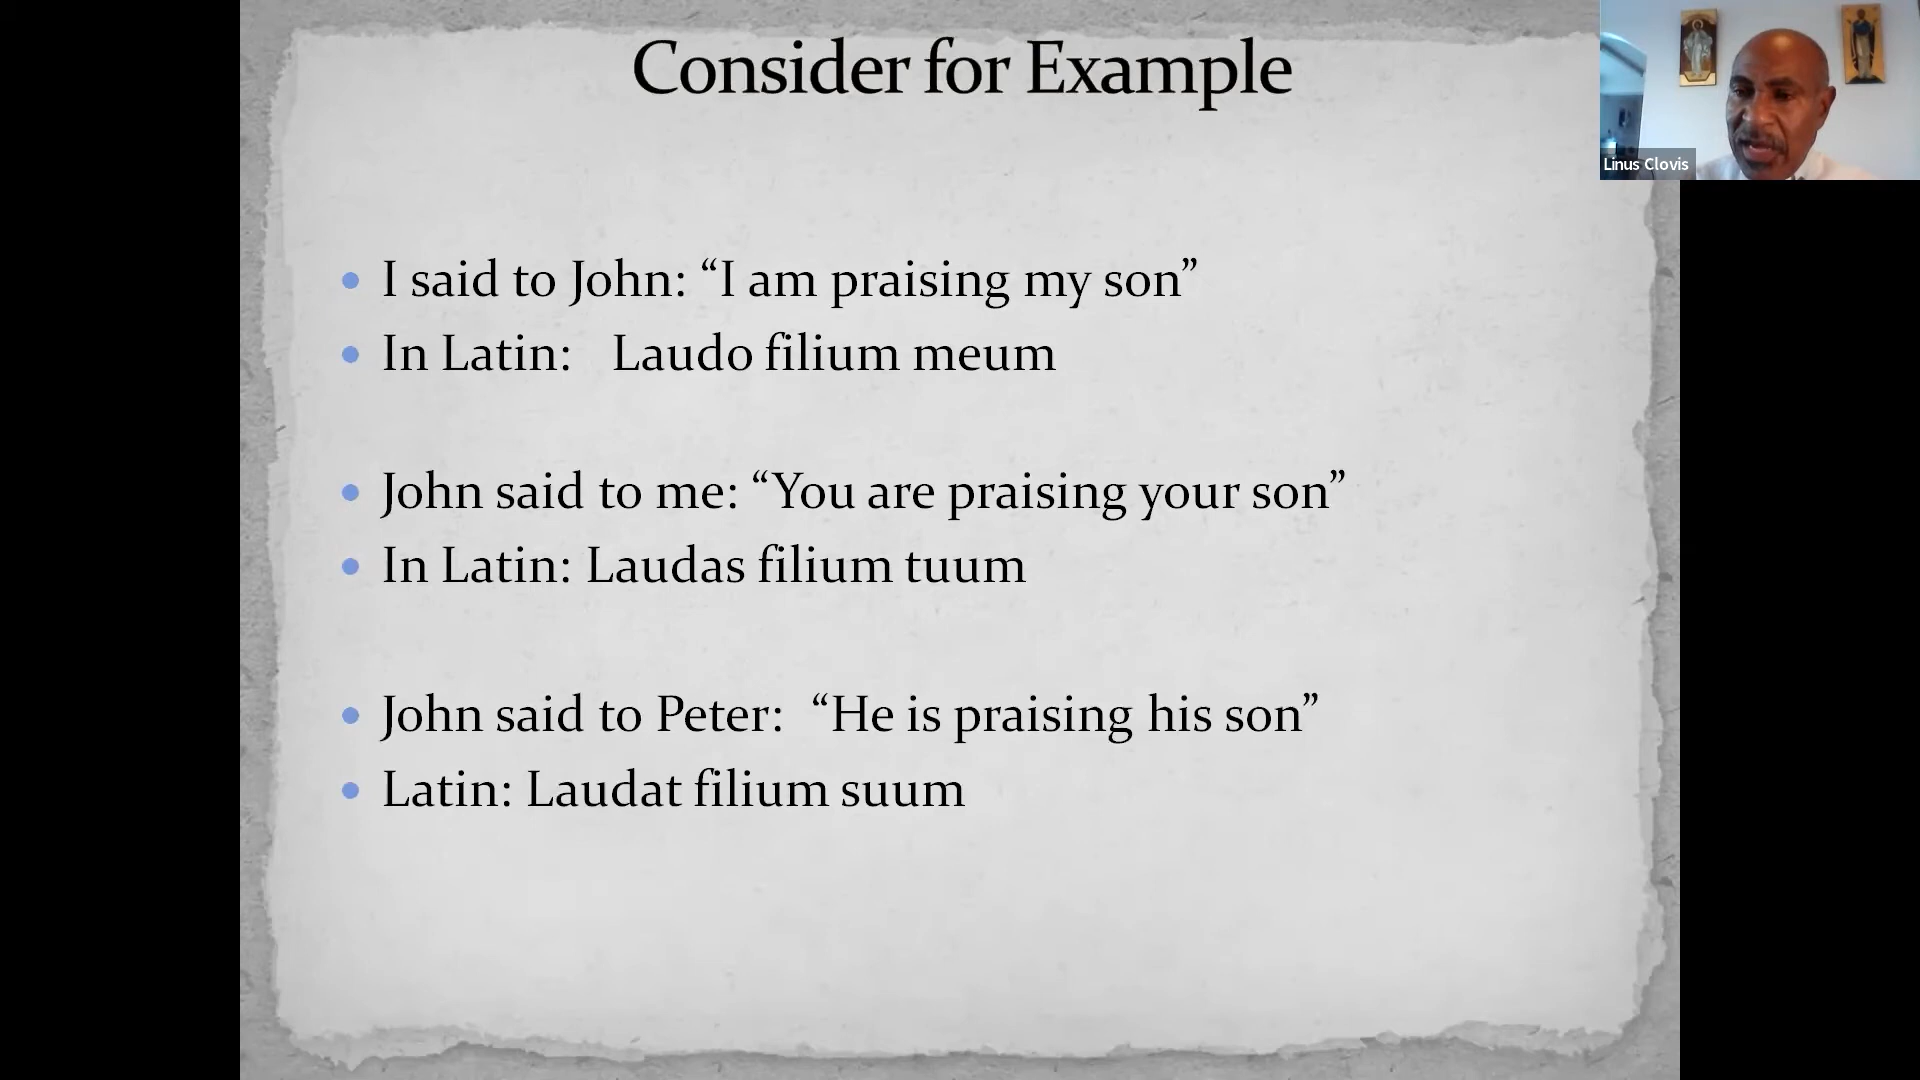 Consider for Example
Linus Clovis
I said to John: “I am praising my son”
In Latin: Laudo filium meum
John said to me: “You are praising your son”
In Latin: Laudas filium tuum
John said to Peter: “He is praising his son”
Latin: Laudat filium suum